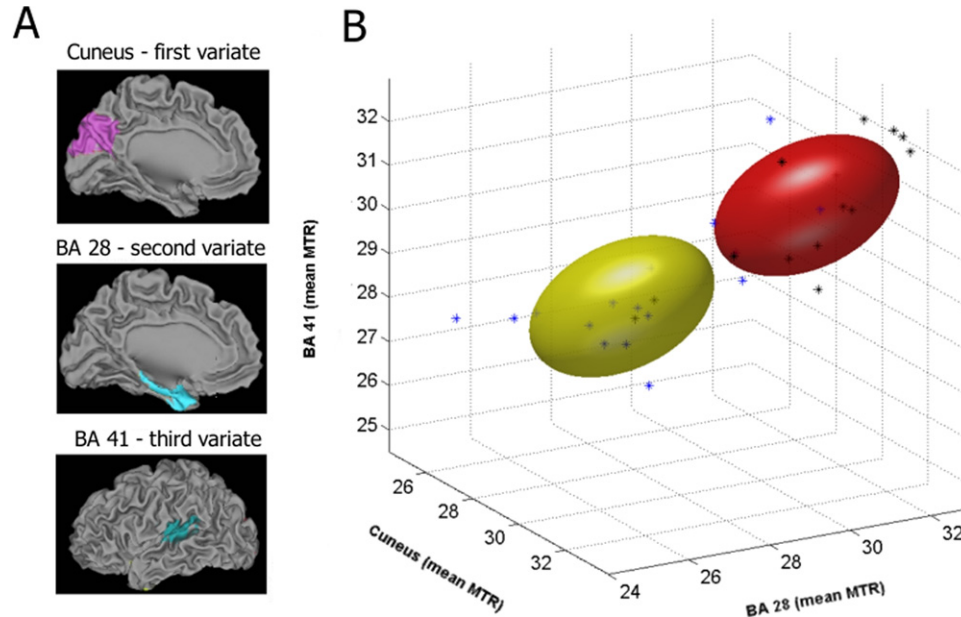 A
Cuneus - first variate
BA 28 - second variate
BA 41 - third variate
B
BA 41 (mean MTR)
32
31
30
29
28
27
26
25
26
28
30
32
Cuneus (mean MTR)
24
26
28
30
32
BA 28 (mean MTR)